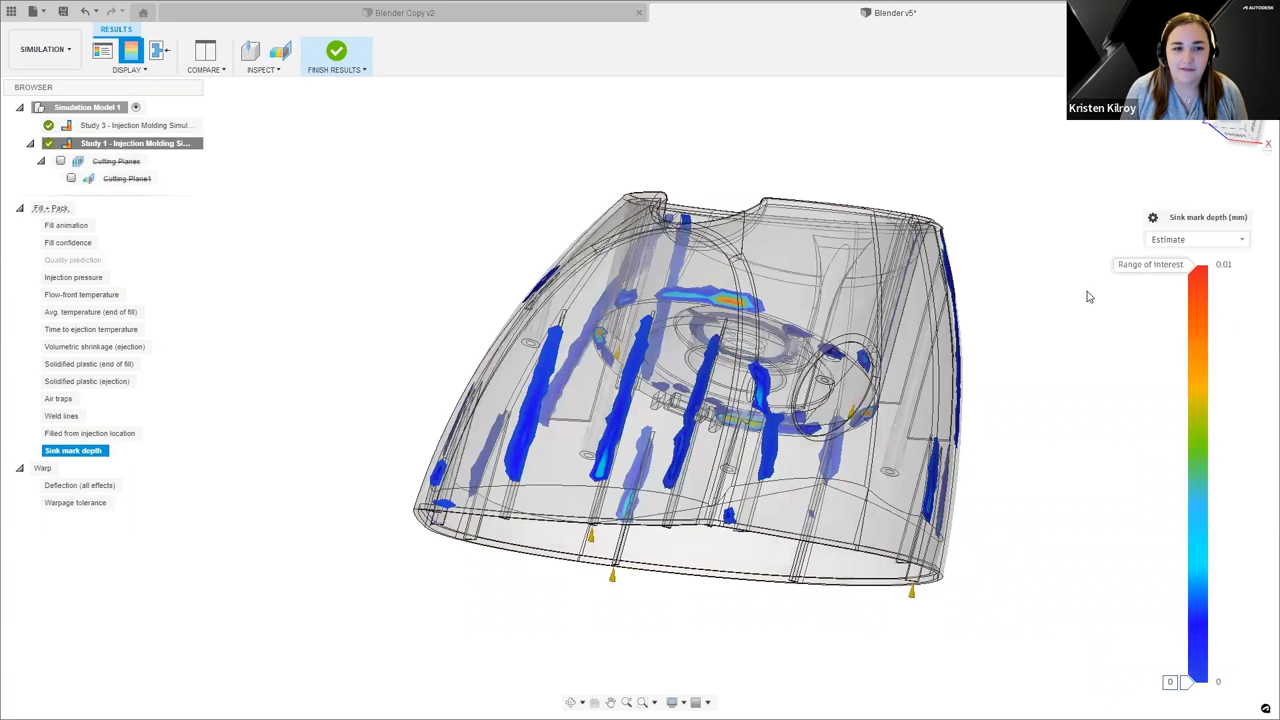 Blender Copy v2
Blender v5*
AUTODESK
RESULTS
SIMULATION
DISPLAY
COMPARE
INSPECT
FINISH RESULTS
Kristen Kilroy
BROWSER
Simulation Model 1
Study 3 - Injection Molding Simul...
Study 1 - Injection Molding Si...
Cutting Planes
Cutting Plane1
X
Fill + Pack
Fill animation
Fill confidence
Quality prediction
Injection pressure
Flow-front temperature
Avg. temperature (end of fill)
Time to ejection temperature
Volumetric shrinkage (ejection)
Solidified plastic (end of fill)
Solidified plastic (ejection)
Air traps
Weld lines
Filled from injection location
Sink mark depth
Warp
Deflection (all effects)
Warpage tolerance
Sink mark depth (mm)
Estimate
Range of interest
0.01
0
0